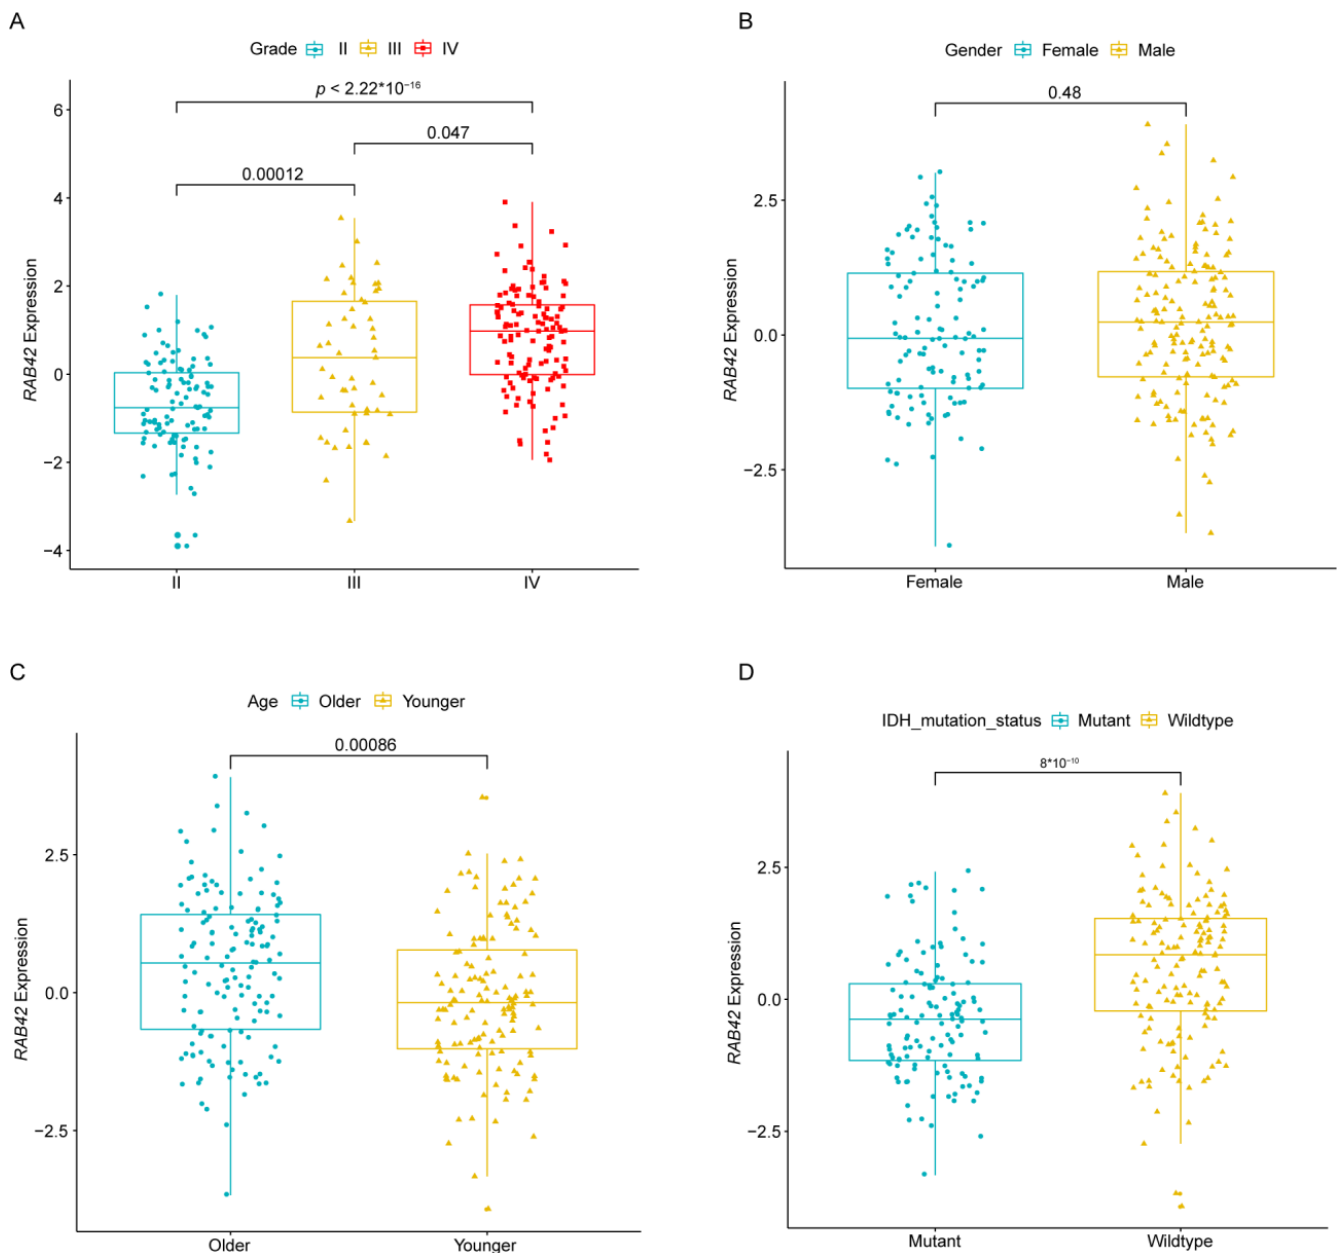 A
Grade II III IV
p < 2.22*10⁻¹⁶
0.047
0.00012
6
4
2
0
−2
−4
RAB42 Expression
II III IV
B
Gender Female Male
0.48
2.5
0.0
−2.5
RAB42 Expression
Female Male
C
Age Older Younger
0.00086
2.5
0.0
−2.5
RAB42 Expression
Older Younger
D
IDH_mutation_status Mutant Wildtype
8*10⁻¹⁰
2.5
0.0
−2.5
RAB42 Expression
Mutant Wildtype